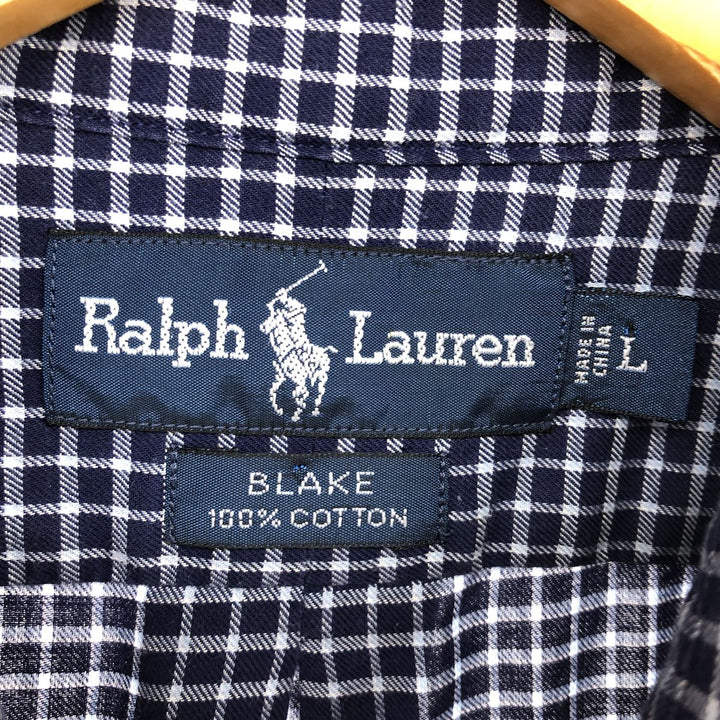 Ralph Lauren
MADE IN
CHINA
L
BLAKE
100% COTTON